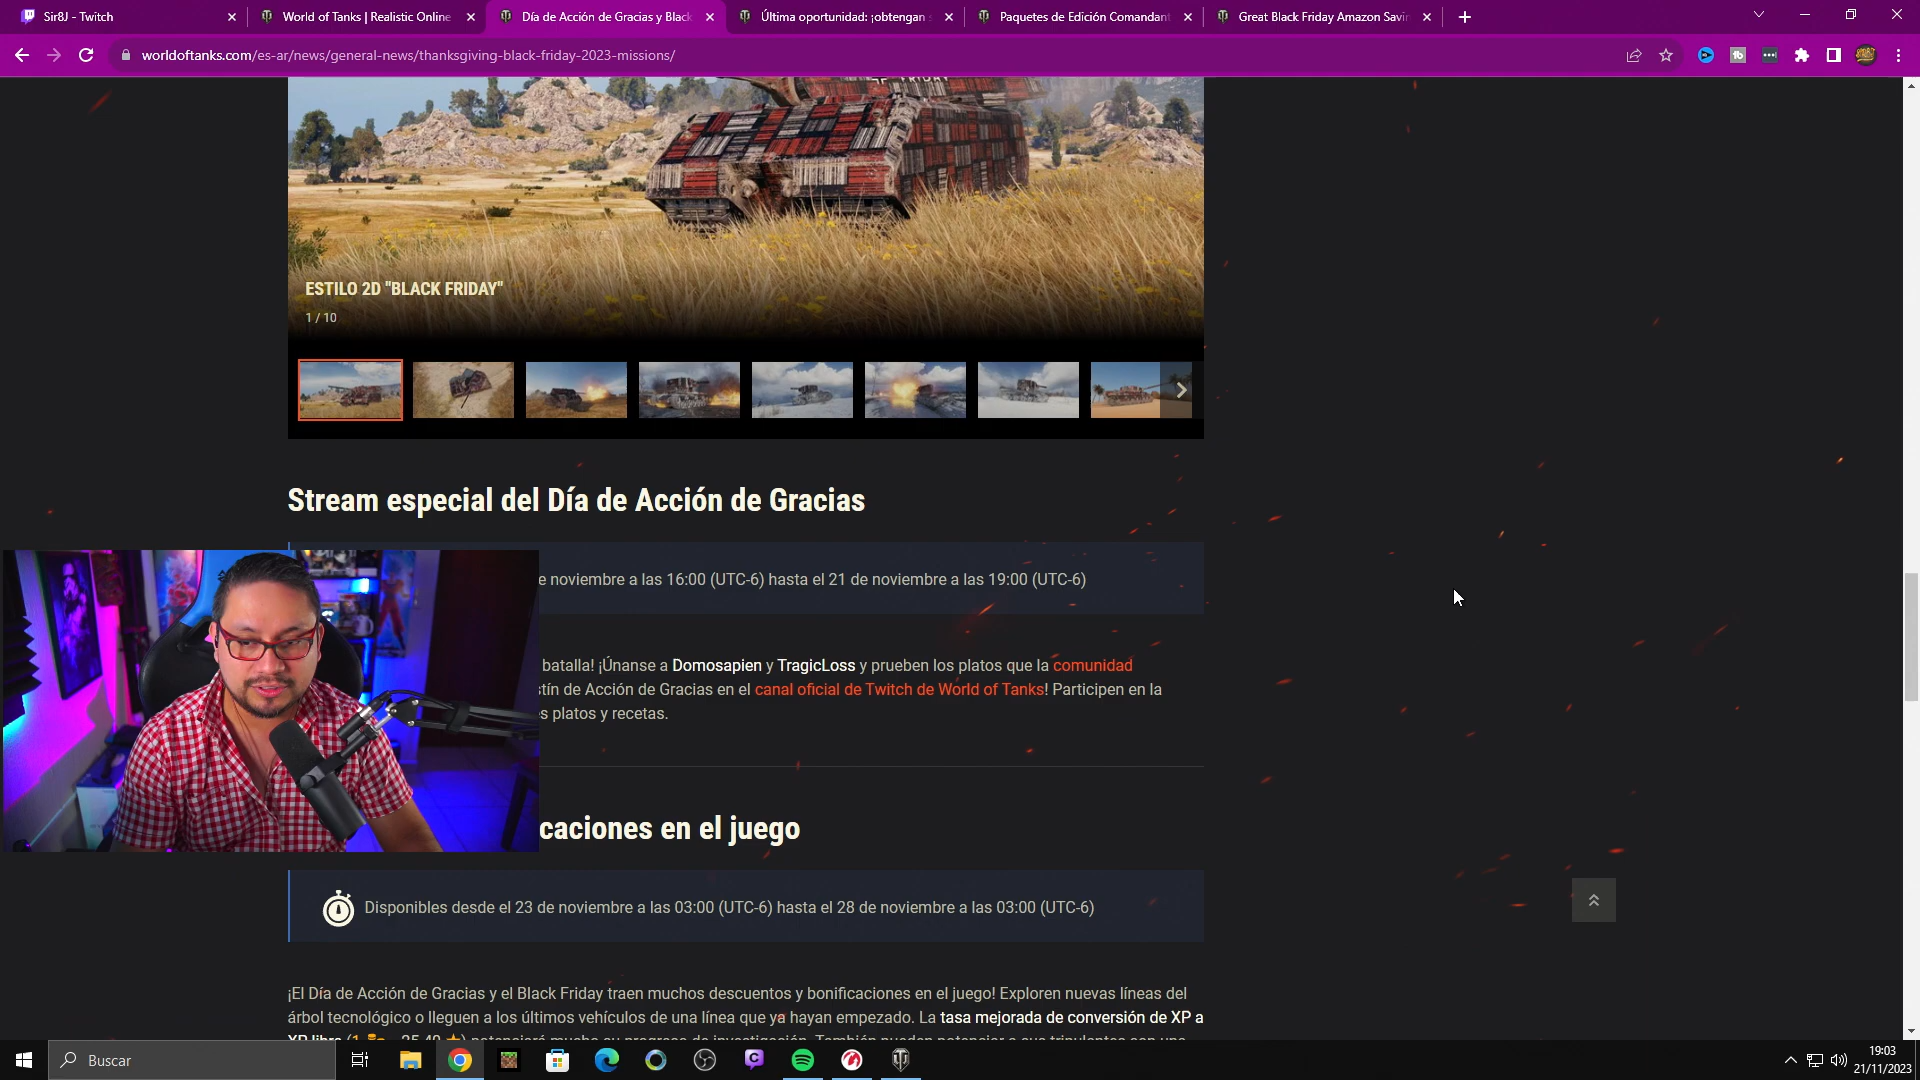 Sir8J - Twitch
World of Tanks | Realistic Online
Día de Acción de Gracias y Black
Última oportunidad: ¡obtengan
Paquetes de Edición Comandant
Great Black Friday Amazon Savin
worldoftanks.com/es-ar/news/general-news/thanksgiving-black-friday-2023-missions/
ESTILO 2D "BLACK FRIDAY"
1 / 10
Stream especial del Día de Acción de Gracias
e noviembre a las 16:00 (UTC-6) hasta el 21 de noviembre a las 19:00 (UTC-6)
batalla! ¡Únanse a Domosapien y TragicLoss y prueben los platos que la comunidad
stín de Acción de Gracias en el canal oficial de Twitch de World of Tanks! Participen en la
s platos y recetas.
caciones en el juego
Disponibles desde el 23 de noviembre a las 03:00 (UTC-6) hasta el 28 de noviembre a las 03:00 (UTC-6)
¡El Día de Acción de Gracias y el Black Friday traen muchos descuentos y bonificaciones en el juego! Exploren nuevas líneas del
árbol tecnológico o lleguen a los últimos vehículos de una línea que ya hayan empezado. La tasa mejorada de conversión de XP a
Buscar
19:03
21/11/2023